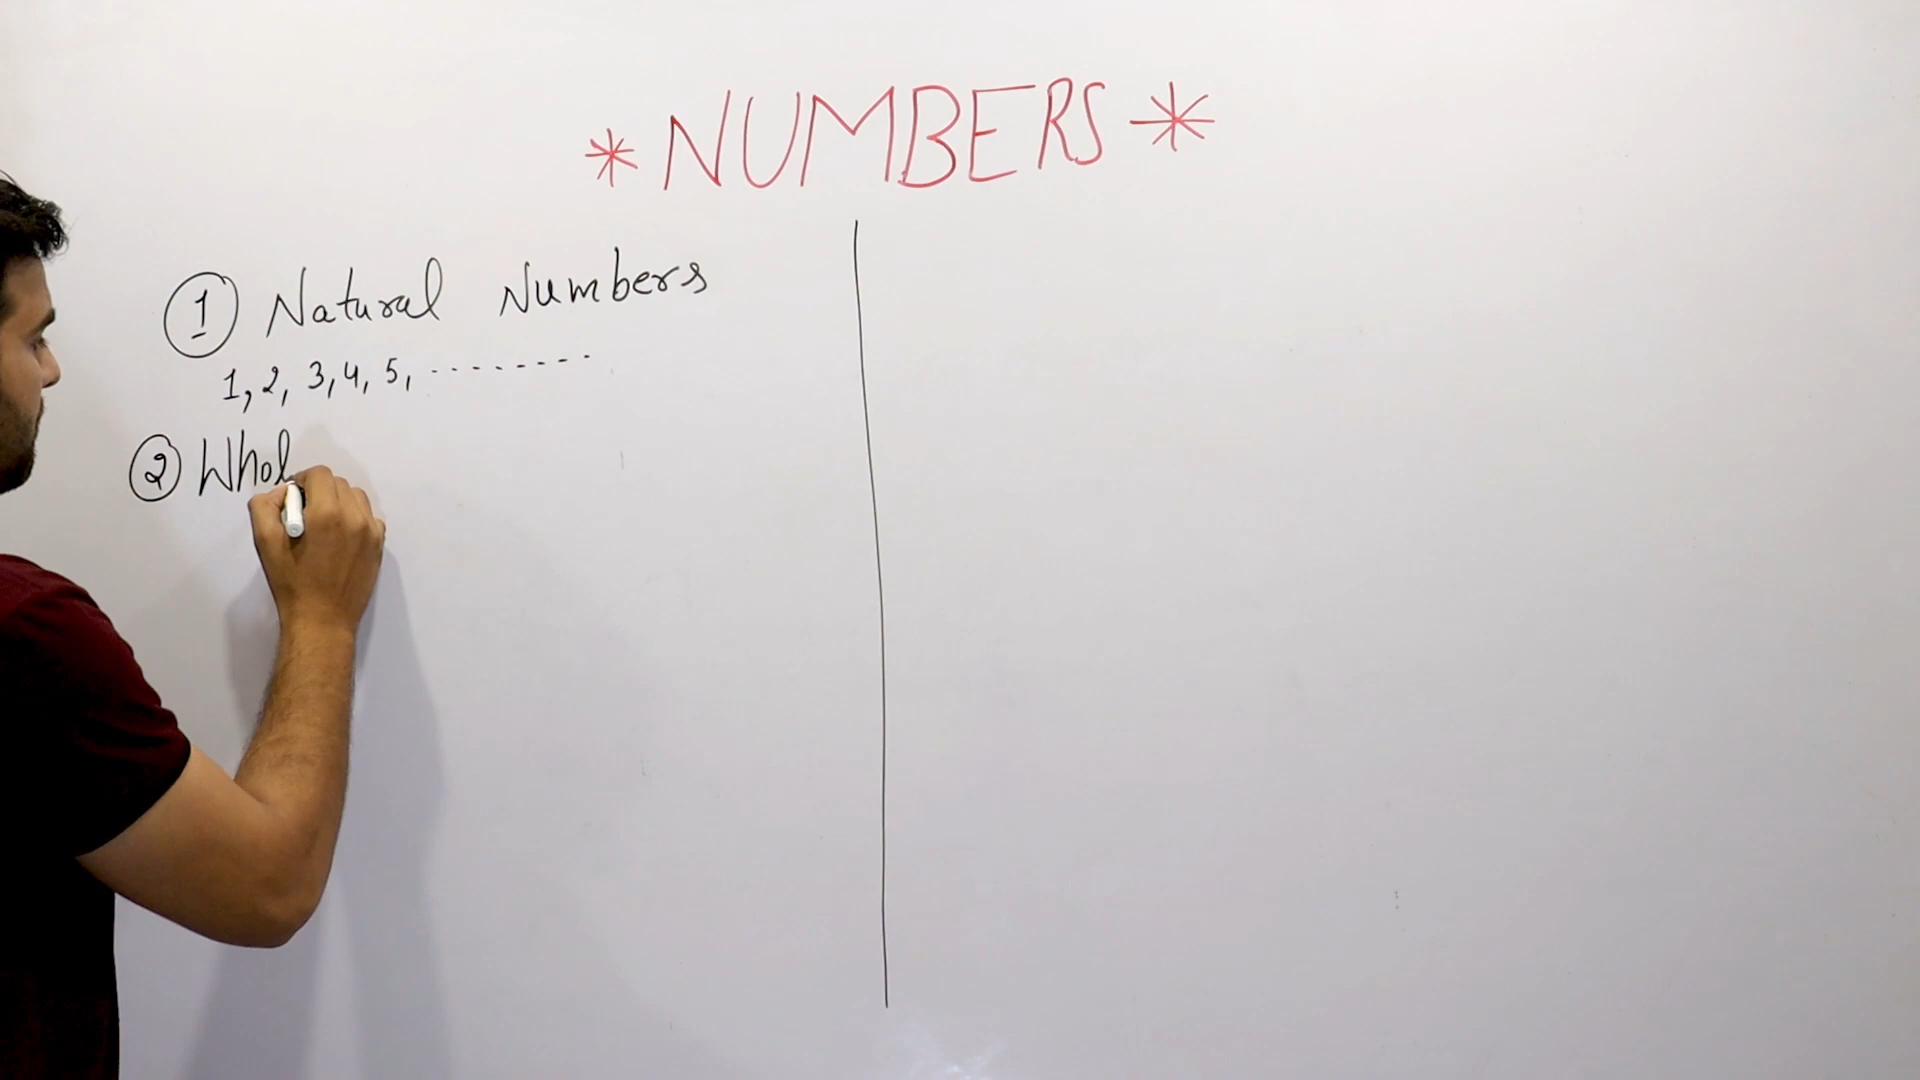 * NUMBERS *
① Natural Numbers
1, 2, 3, 4, 5, ---------
② Whol